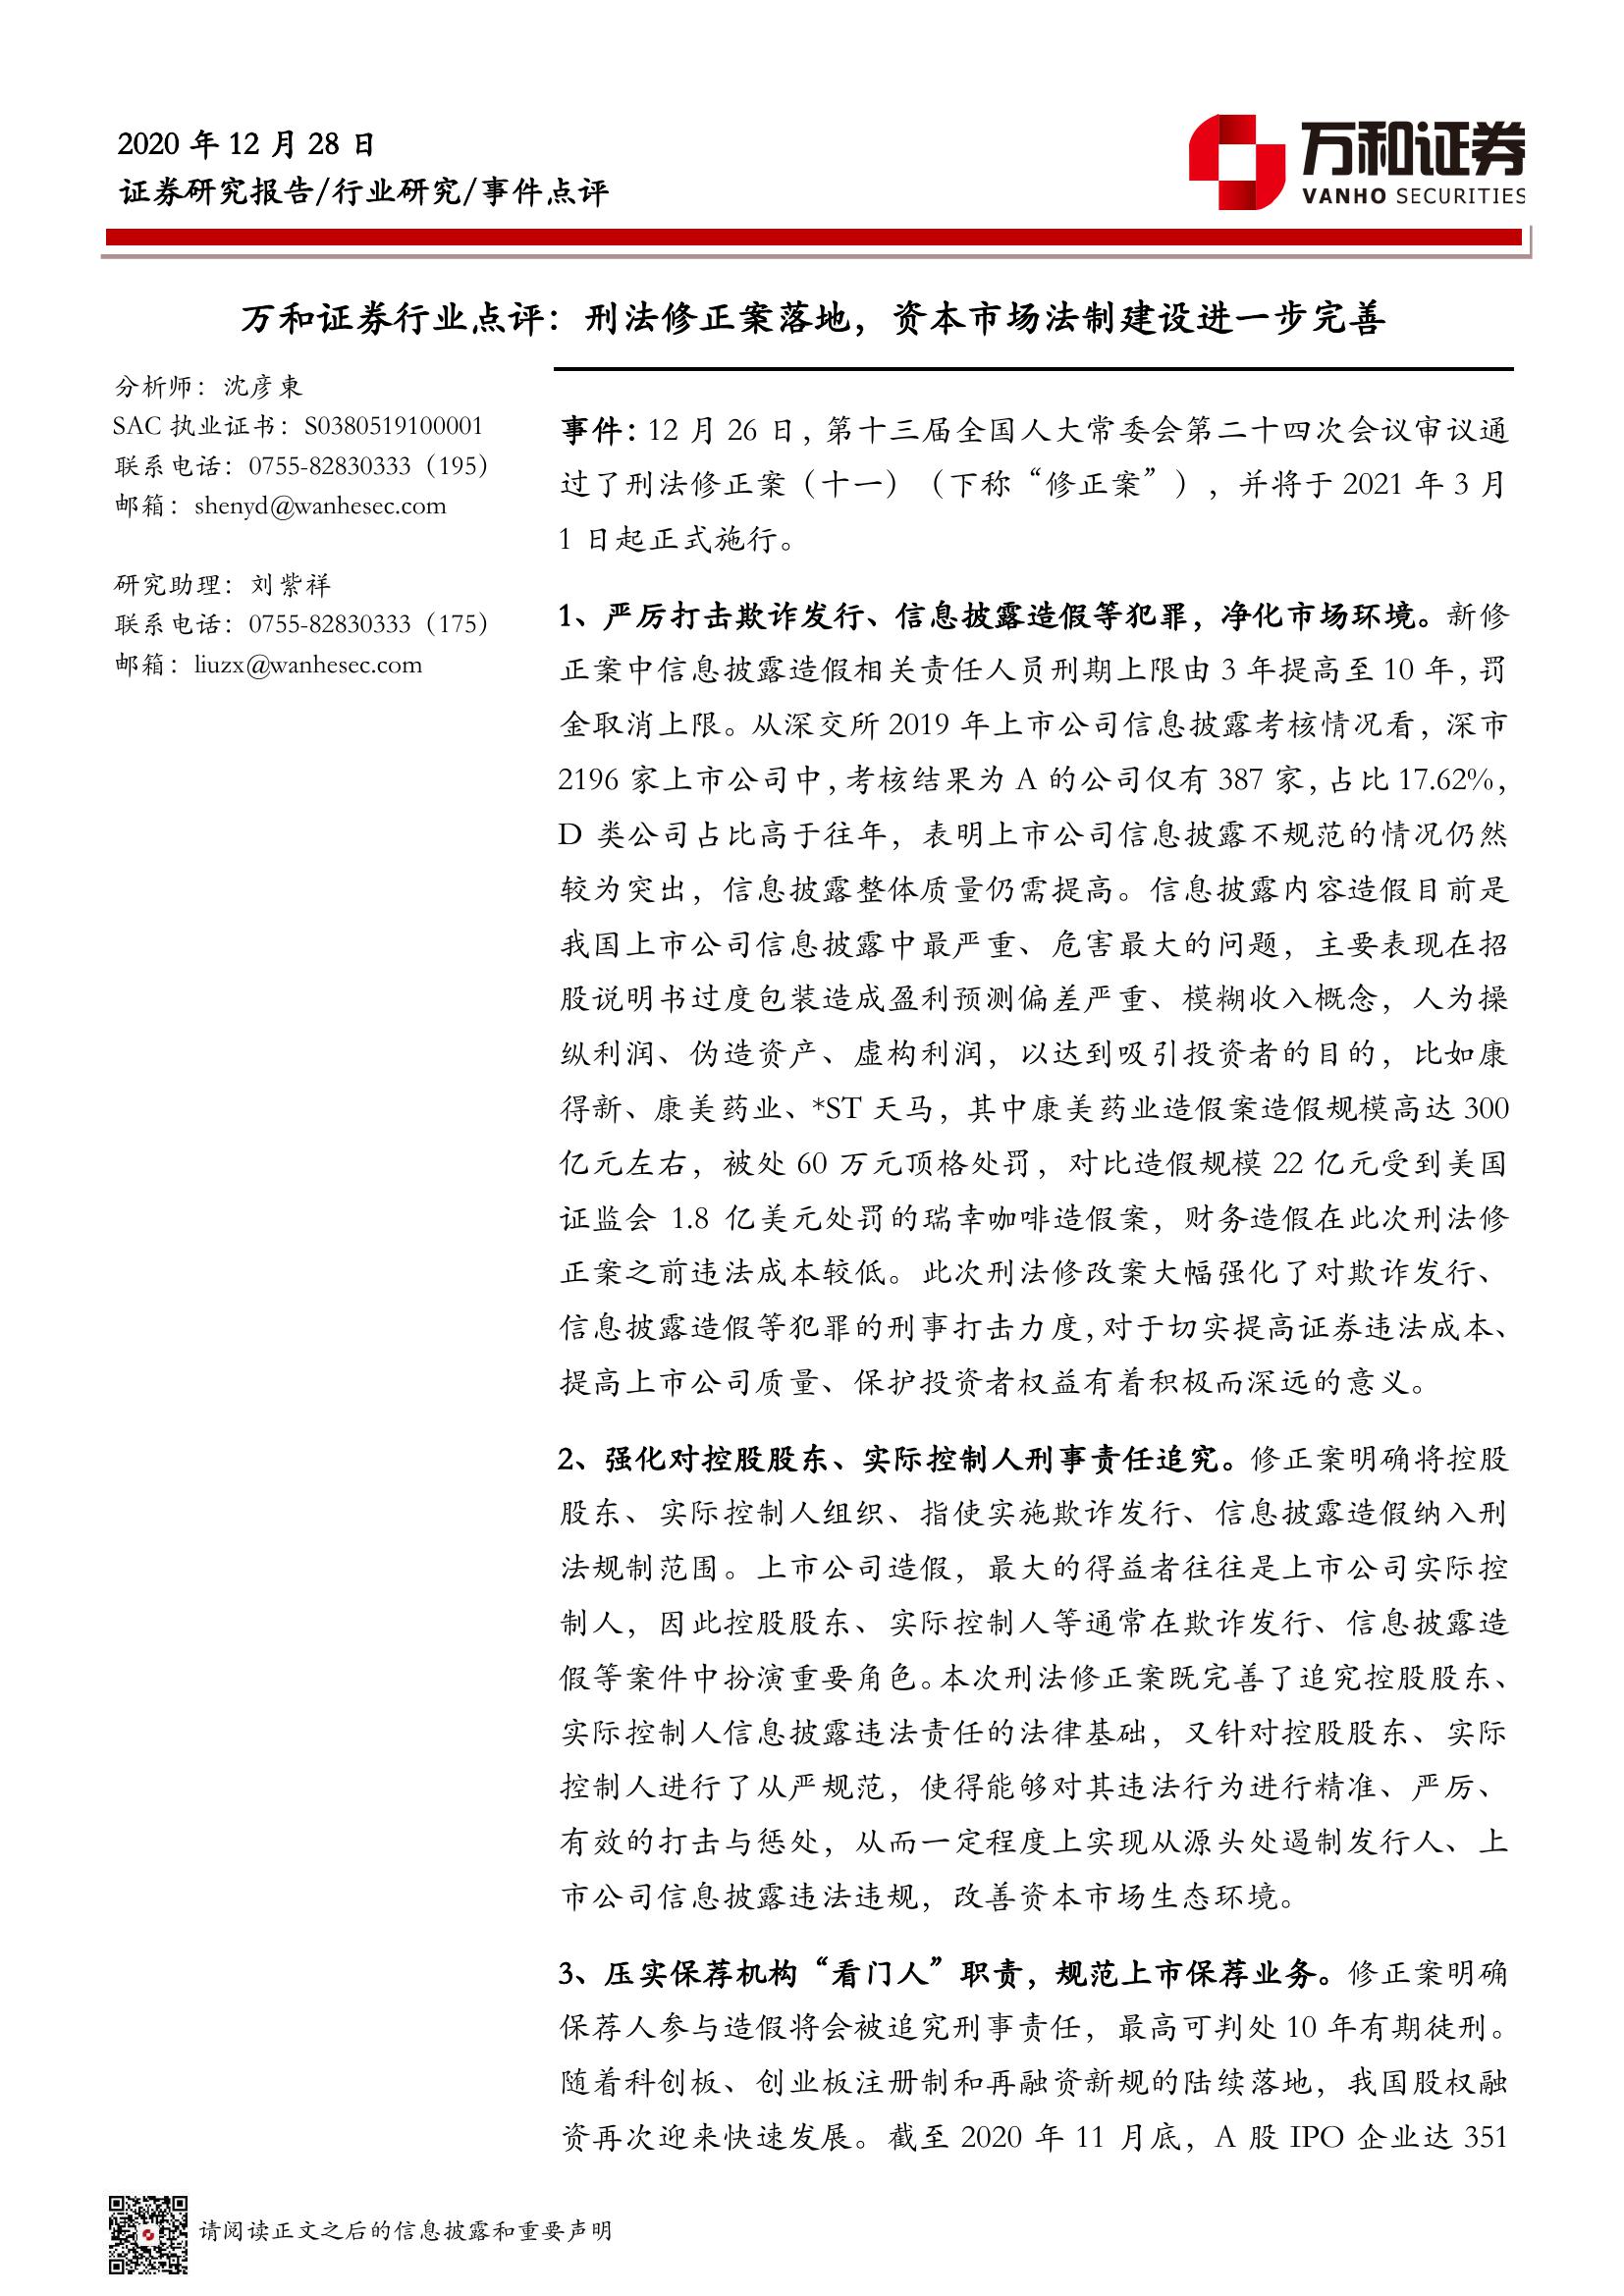 2020 年 12 月 28 日
证券研究报告/行业研究/事件点评
万和证券
VANHO SECURITIES
万和证券行业点评：刑法修正案落地，资本市场法制建设进一步完善
分析师：沈彦東
SAC 执业证书：S0380519100001
联系电话：0755-82830333（195）
邮箱：shenyd@wanhesec.com
研究助理：刘紫祥
联系电话：0755-82830333（175）
邮箱：liuzx@wanhesec.com
事件：12 月 26 日，第十三届全国人大常委会第二十四次会议审议通
过了刑法修正案（十一）（下称“修正案”），并将于 2021 年 3 月
1 日起正式施行。
1、严厉打击欺诈发行、信息披露造假等犯罪，净化市场环境。新修
正案中信息披露造假相关责任人员刑期上限由 3 年提高至 10 年，罚
金取消上限。从深交所 2019 年上市公司信息披露考核情况看，深市
2196 家上市公司中，考核结果为 A 的公司仅有 387 家，占比 17.62%，
D 类公司占比高于往年，表明上市公司信息披露不规范的情况仍然
较为突出，信息披露整体质量仍需提高。信息披露内容造假目前是
我国上市公司信息披露中最严重、危害最大的问题，主要表现在招
股说明书过度包装造成盈利预测偏差严重、模糊收入概念，人为操
纵利润、伪造资产、虚构利润，以达到吸引投资者的目的，比如康
得新、康美药业、*ST 天马，其中康美药业造假案造假规模高达 300
亿元左右，被处 60 万元顶格处罚，对比造假规模 22 亿元受到美国
证监会 1.8 亿美元处罚的瑞幸咖啡造假案，财务造假在此次刑法修
正案之前违法成本较低。此次刑法修改案大幅强化了对欺诈发行、
信息披露造假等犯罪的刑事打击力度，对于切实提高证券违法成本、
提高上市公司质量、保护投资者权益有着积极而深远的意义。
2、强化对控股股东、实际控制人刑事责任追究。修正案明确将控股
股东、实际控制人组织、指使实施欺诈发行、信息披露造假纳入刑
法规制范围。上市公司造假，最大的得益者往往是上市公司实际控
制人，因此控股股东、实际控制人等通常在欺诈发行、信息披露造
假等案件中扮演重要角色。本次刑法修正案既完善了追究控股股东、
实际控制人信息披露违法责任的法律基础，又针对控股股东、实际
控制人进行了从严规范，使得能够对其违法行为进行精准、严厉、
有效的打击与惩处，从而一定程度上实现从源头处遏制发行人、上
市公司信息披露违法违规，改善资本市场生态环境。
3、压实保荐机构“看门人”职责，规范上市保荐业务。修正案明确
保荐人参与造假将会被追究刑事责任，最高可判处 10 年有期徒刑。
随着科创板、创业板注册制和再融资新规的陆续落地，我国股权融
资再次迎来快速发展。截至 2020 年 11 月底，A 股 IPO 企业达 351
请阅读正文之后的信息披露和重要声明